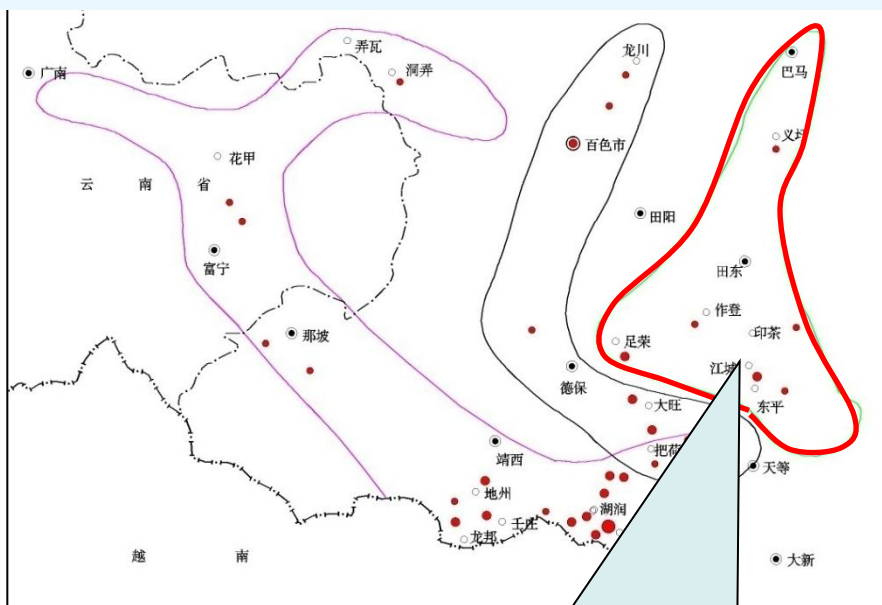 弄瓦
龙川
广南
洞弄
巴马
义圩
百色市
花甲
云南省
田阳
富宁
田东
作登
那坡
印茶
足荣
江城
德保
大旺
东平
靖西
把荷
天等
地州
湖润
壬庄
龙邦
越南
大新